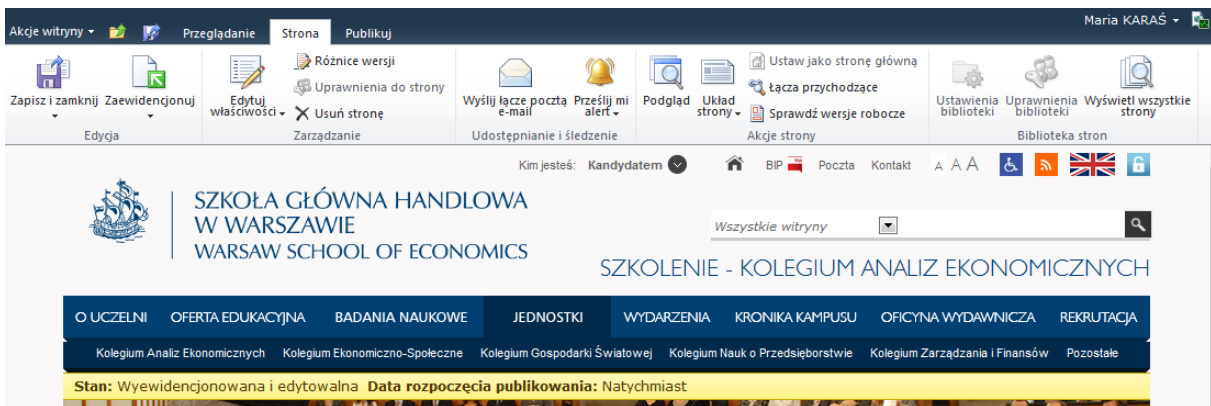 Maria KARAŚ
Akcje witryny Przeglądanie Strona Publikuj
Zapisz i zamknij
Zaewidencjonuj
Edycja
Edytuj
właściwości
Różnice wersji
Uprawnienia do strony
Usuń stronę
Zarządzanie
Wyślij łącze pocztą
e-mail
Prześlij mi
alert
Udostępnianie i śledzenie
Podgląd
Układ
strony
Ustaw jako stronę główną
Łącza przychodzące
Sprawdź wersje robocze
Akcje strony
Ustawienia
biblioteki
Uprawnienia
biblioteki
Wyświetl wszystkie
strony
Biblioteka stron
Kim jesteś: Kandydatem BIP Poczta Kontakt A A A
SZKOŁA GŁÓWNA HANDLOWA
W WARSZAWIE
WARSAW SCHOOL OF ECONOMICS
Wszystkie witryny
SZKOLENIE - KOLEGIUM ANALIZ EKONOMICZNYCH
O UCZELNI OFERTA EDUKACYJNA BADANIA NAUKOWE JEDNOSTKI WYDARZENIA KRONIKA KAMPUSU OFICYNA WYDAWNICZA REKRUTACJA
Kolegium Analiz Ekonomicznych Kolegium Ekonomiczno-Społeczne Kolegium Gospodarki Światowej Kolegium Nauk o Przedsiębiorstwie Kolegium Zarządzania i Finansów Pozostałe
Stan: Wyewidencjonowana i edytowalna Data rozpoczęcia publikowania: Natychmiast